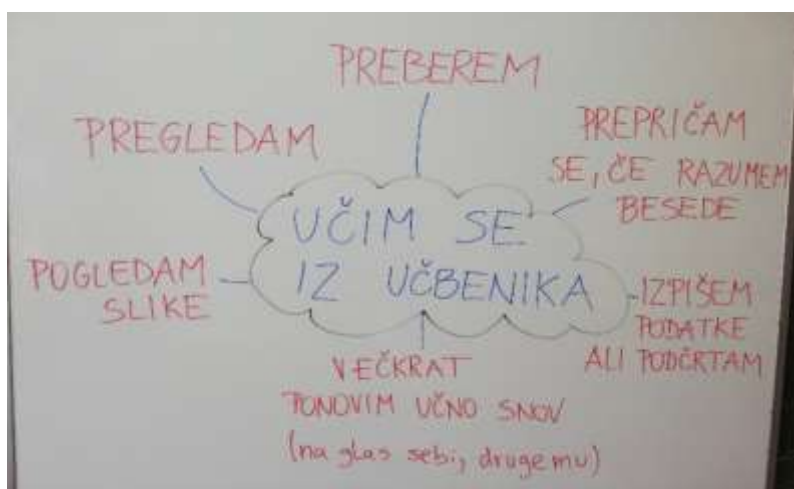 PREBEREM
PREGLEDAM
PREPRIČAM
SE, ČE RAZUMEM
BESEDE
UČIM SE
IZ UČBENIKA
POGLEDAM
SLIKE
IZPIŠEM
PODATKE
ALI PODČRTAM
VEČKRAT
PONOVIM UČNO SNOV
(na glas sebi, drugemu)